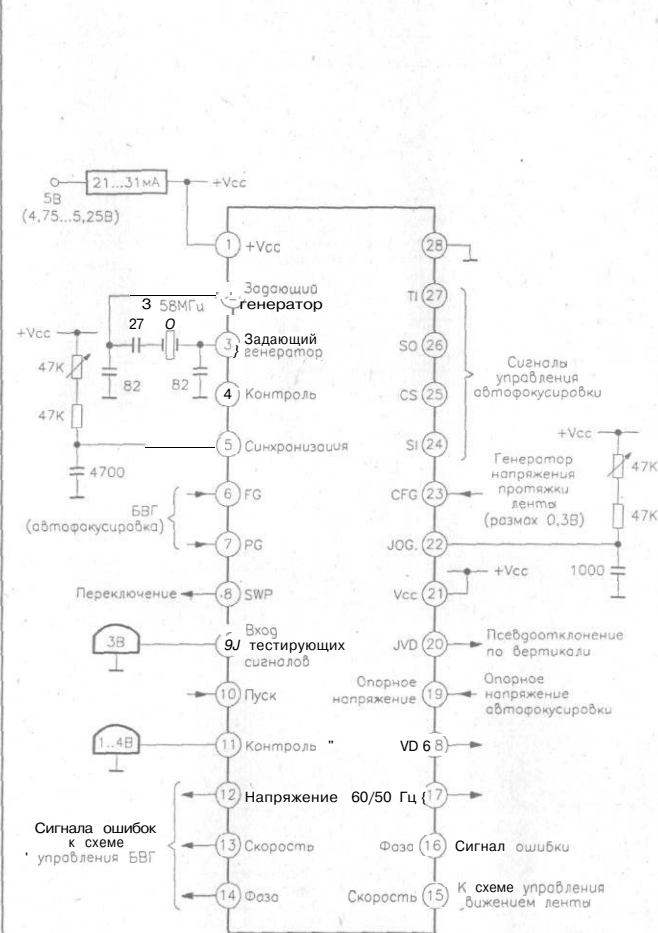 21...31мА
+Vcc
5В
(4,75...5,25В)
1
+Vcc
28
Задающий
генератор
3 58МГц
TI
27
+Vcc
27
О
3
Задающий
генератор
SO
26
Сигналы
управления
автофокусировки
47К
82
82
4
Контроль
CS
25
47К
5
Синхронизация
SI
24
+Vcc
4700
Генератор
напряжения
протяжки
ленты
(размах 0,3В)
47К
БВГ
(автофокусировка)
6
FG
CFG
23
47К
7
PG
JOG.
22
+Vcc
1000
Переключение
8
SWP
Vcc
21
3В
Вход
9J тестирующих
сигналов
JVD
20
Псевдоотклонение
по вертикали
10
Пуск
Опорное
напряжение
19
Опорное
напряжение
автофокусировки
1..4В
11
Контроль "
VD 6
8
12
Напряжение 60/50 Гц {
17
Сигнала ошибок
к схеме
' управления БВГ
13
Скорость
Фаза
16
Сигнал ошибки
14
Фаза
Скорость
15
К схеме управления
вижением ленты